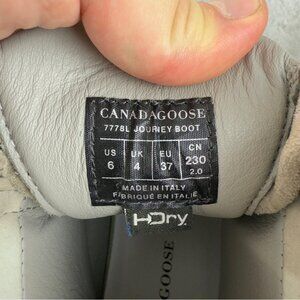 CANADAGOOSE
7778L JOURNEY BOOT
US UK EU CN
6 4 37 230
2.0
MADE IN ITALY
FABRIQUÉ EN ITALIE
HDry
GOOSE